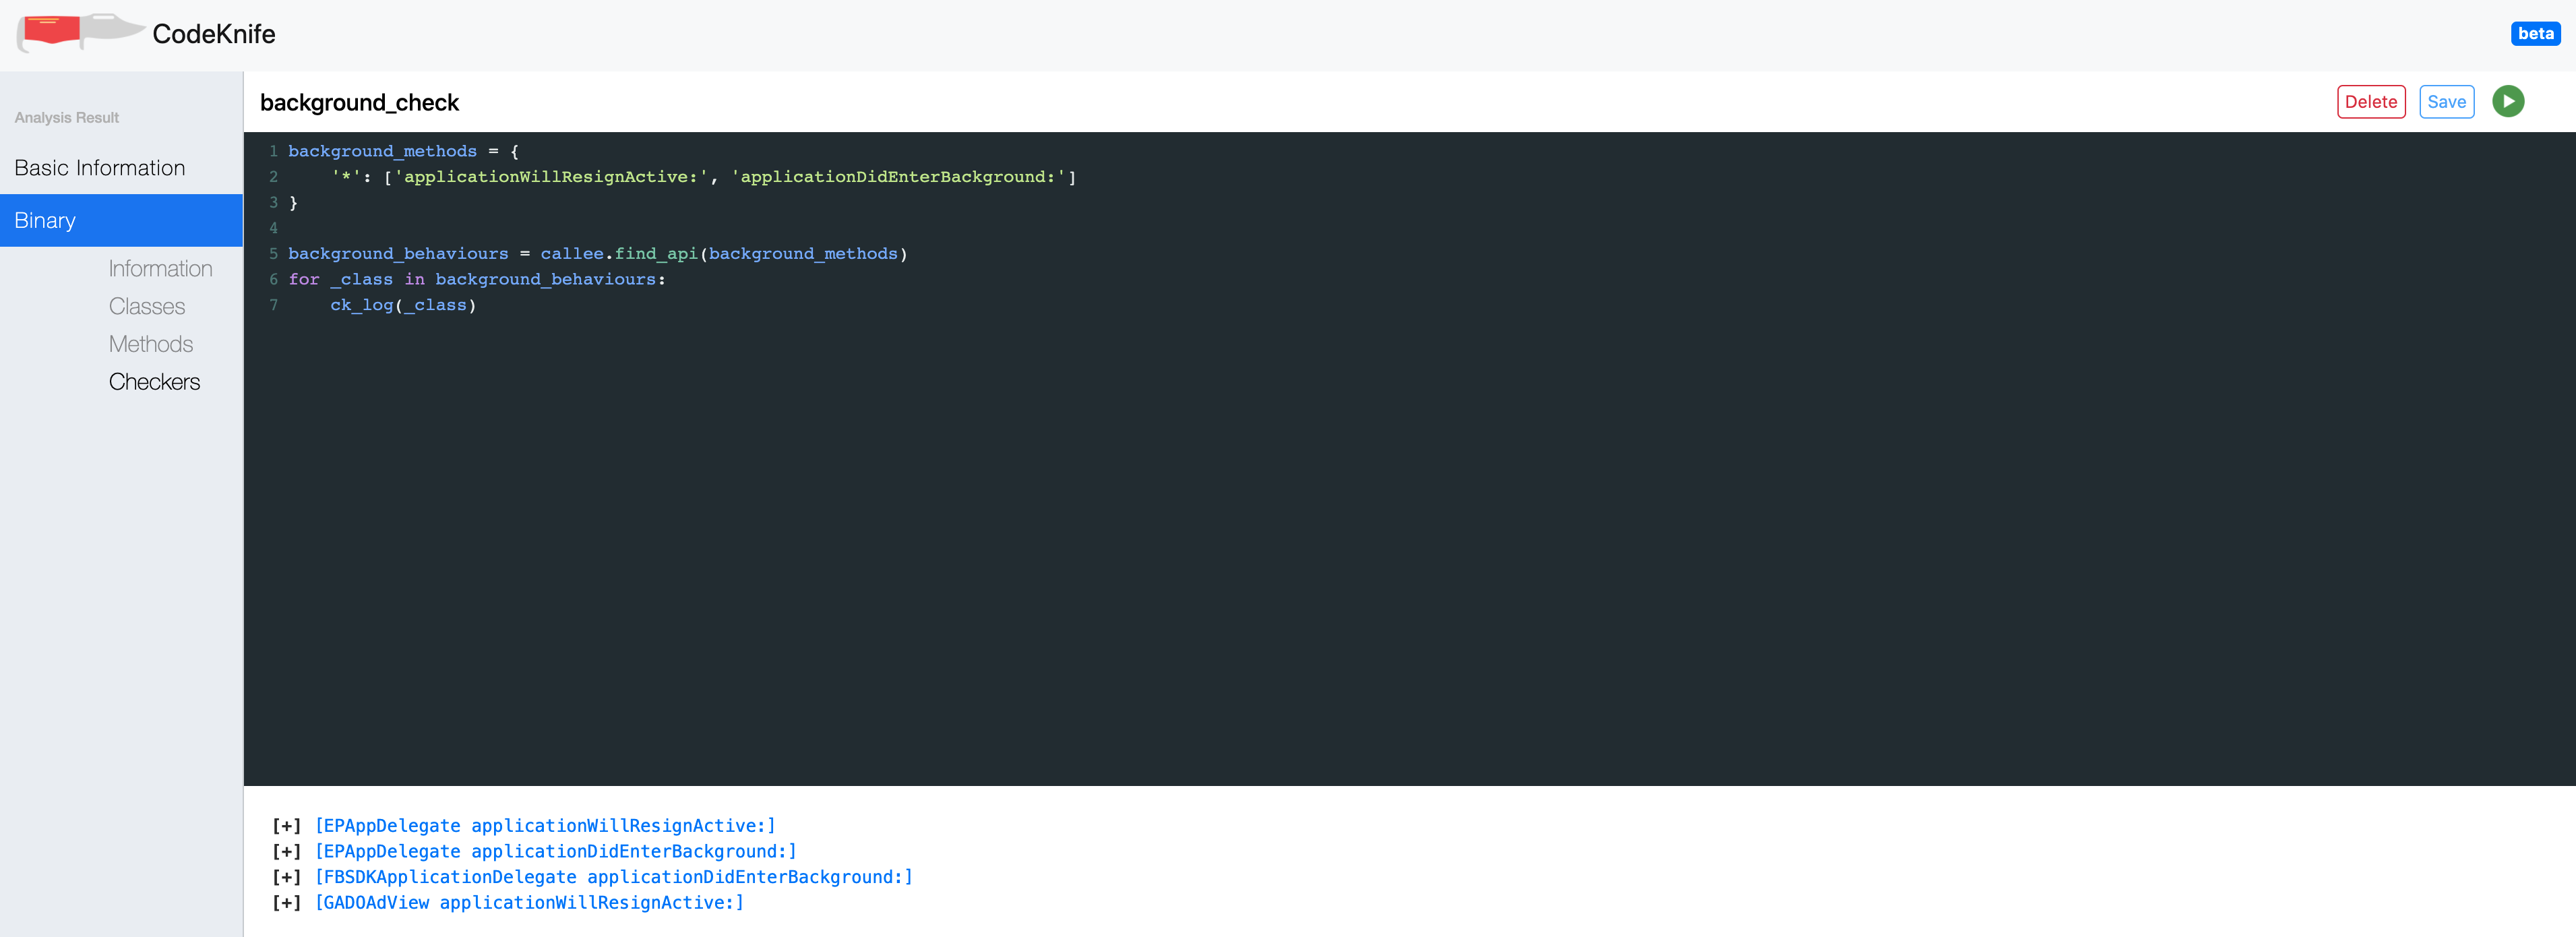 CodeKnife
beta
Analysis Result
Basic Information
Binary
Information
Classes
Methods
Checkers
background_check
Delete
Save
1 background_methods = {
2     '*': ['applicationWillResignActive:', 'applicationDidEnterBackground:']
3 }
4
5 background_behaviours = callee.find_api(background_methods)
6 for _class in background_behaviours:
7     ck_log(_class)
[+] [EPAppDelegate applicationWillResignActive:]
[+] [EPAppDelegate applicationDidEnterBackground:]
[+] [FBSDKApplicationDelegate applicationDidEnterBackground:]
[+] [GADOAdView applicationWillResignActive:]